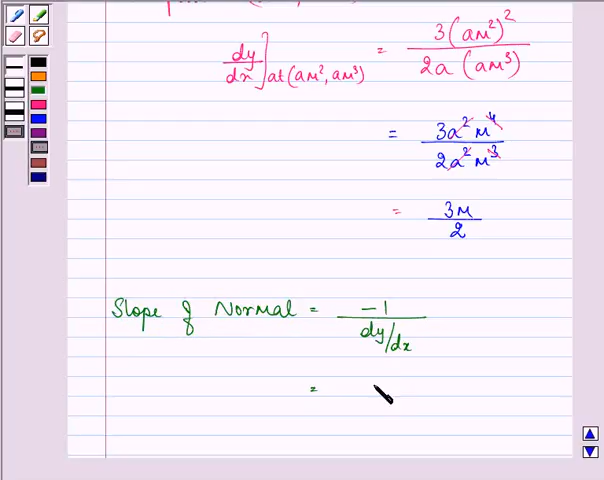 dy/dx] at (am², am³) = 3(am²)² / 2a(am³)
= 3a²m⁴ / 2a²m³
= 3m / 2
Slope of Normal = -1 / dy/dx
=